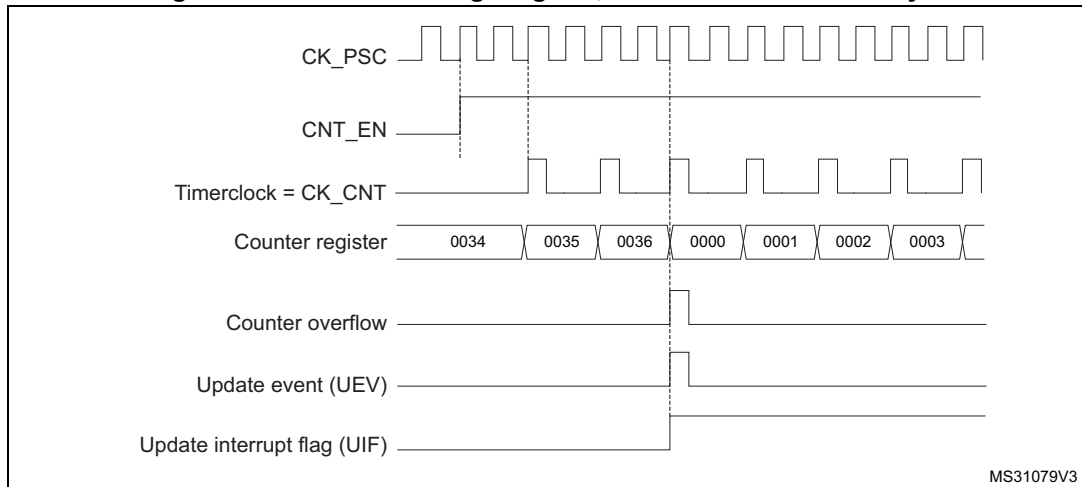 CK_PSC
CNT_EN
Timerclock = CK_CNT
Counter register 0034 0035 0036 0000 0001 0002 0003
Counter overflow
Update event (UEV)
Update interrupt flag (UIF)
MS31079V3